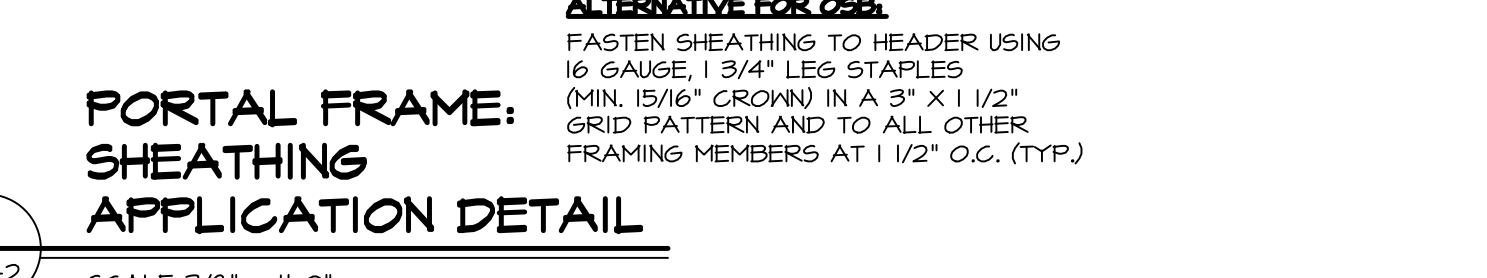 ALTERNATIVE FOR OSB:
FASTEN SHEATHING TO HEADER USING
16 GAUGE, 1 3/4" LEG STAPLES
(MIN. 15/16" CROWN) IN A 3" X 1 1/2"
GRID PATTERN AND TO ALL OTHER
FRAMING MEMBERS AT 1 1/2" O.C. (TYP.)
PORTAL FRAME:
SHEATHING
APPLICATION DETAIL